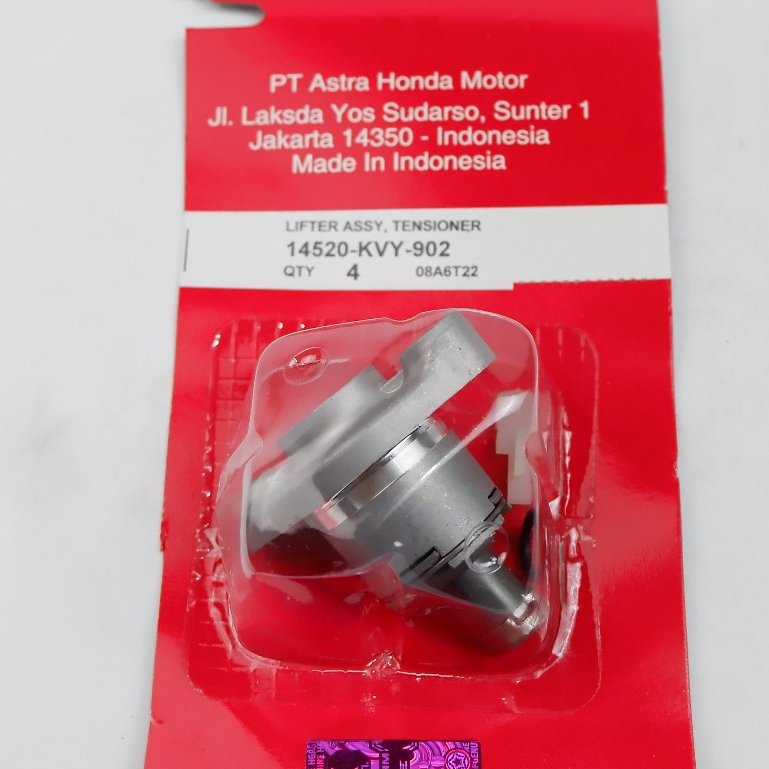 PT Astra Honda Motor
Jl. Laksda Yos Sudarso, Sunter 1
Jakarta 14350 - Indonesia
Made In Indonesia
LIFTER ASSY, TENSIONER
14520-KVY-902
QTY 4 08A6T22